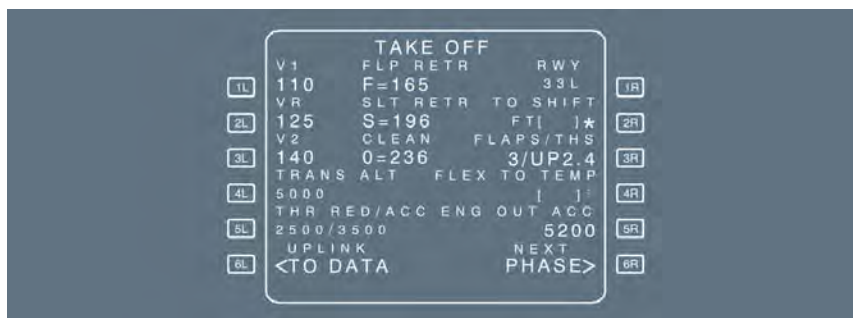 TAKE OFF
V1 FLP RETR RWY
1L 110 F=165 33L 1R
VR SLT RETR TO SHIFT
2L 125 S=196 FT[ ]* 2R
V2 CLEAN FLAPS/THS
3L 140 0=236 3/UP2.4 3R
TRANS ALT FLEX TO TEMP
4L 5000 [ ]° 4R
THR RED/ACC ENG OUT ACC
5L 2500/3500 5200 5R
UPLINK NEXT
6L <TO DATA PHASE> 6R